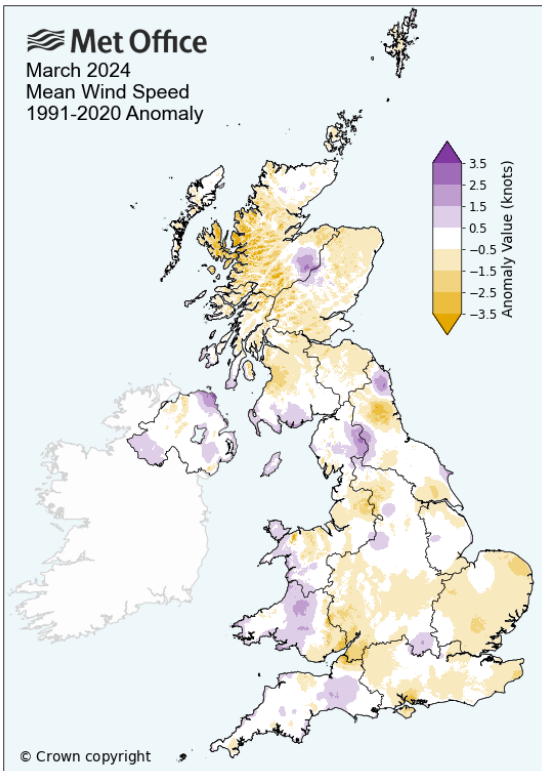 Met Office
March 2024
Mean Wind Speed
1991-2020 Anomaly
3.5
2.5
1.5
0.5
−0.5
−1.5
−2.5
−3.5
Anomaly Value (knots)
© Crown copyright